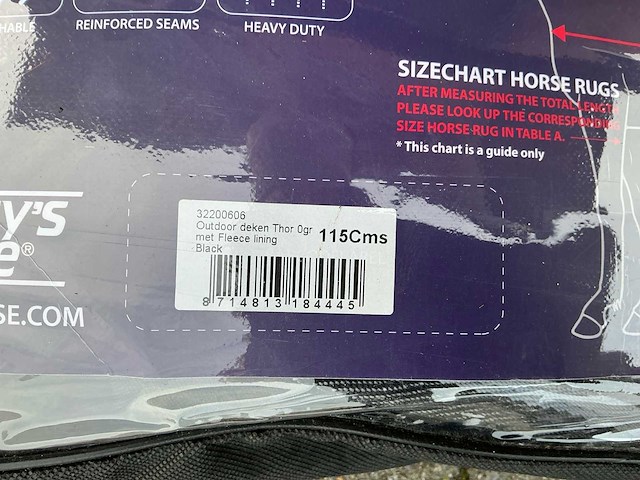 HABLE
REINFORCED SEAMS
HEAVY DUTY
SIZECHART HORSE RUGS
AFTER MEASURING THE TOTAL LENGTH
PLEASE LOOK UP THE CORRESPONDING
SIZE HORSE RUG IN TABLE A.
* This chart is a guide only
Y'S
e®
SE.COM
32200606
Outdoor deken Thor 0gr
met Fleece lining
Black
115Cms
8 714813 184445